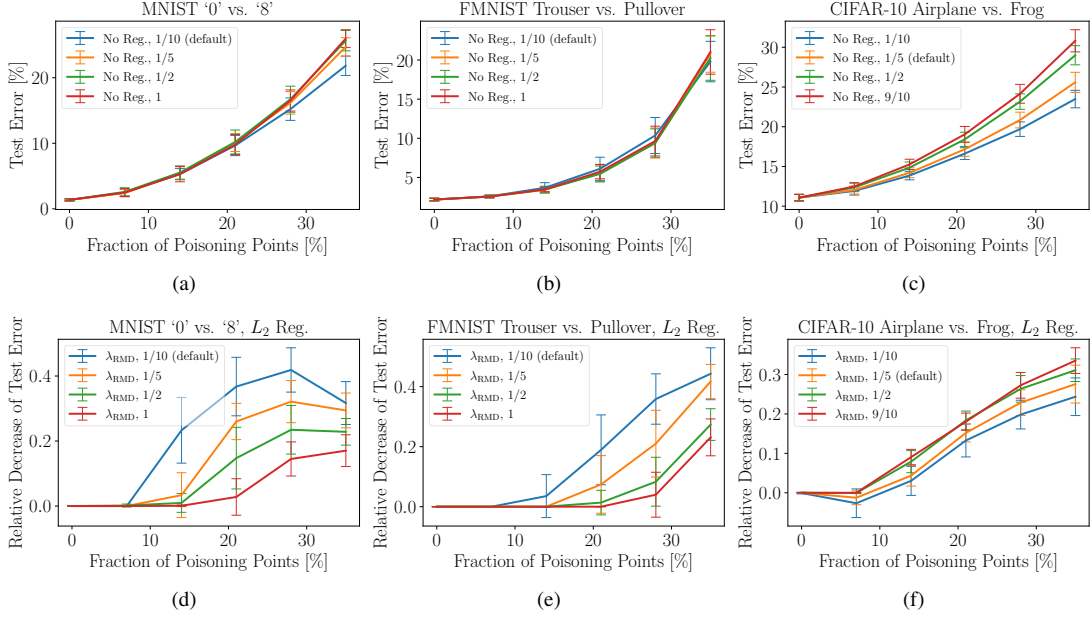 MNIST ‘0’ vs. ‘8’
Test Error [%]
20
10
0
No Reg., 1/10 (default)
No Reg., 1/5
No Reg., 1/2
No Reg., 1
0
10
20
30
Fraction of Poisoning Points [%]
(a)
FMNIST Trouser vs. Pullover
Test Error [%]
20
15
10
5
No Reg., 1/10 (default)
No Reg., 1/5
No Reg., 1/2
No Reg., 1
0
10
20
30
Fraction of Poisoning Points [%]
(b)
CIFAR-10 Airplane vs. Frog
Test Error [%]
30
25
20
15
10
No Reg., 1/10
No Reg., 1/5 (default)
No Reg., 1/2
No Reg., 9/10
0
10
20
30
Fraction of Poisoning Points [%]
(c)
MNIST ‘0’ vs. ‘8’, L₂ Reg.
Relative Decrease of Test Error
0.4
0.2
0.0
λRMD, 1/10 (default)
λRMD, 1/5
λRMD, 1/2
λRMD, 1
0
10
20
30
Fraction of Poisoning Points [%]
(d)
FMNIST Trouser vs. Pullover, L₂ Reg.
Relative Decrease of Test Error
0.4
0.2
0.0
λRMD, 1/10 (default)
λRMD, 1/5
λRMD, 1/2
λRMD, 1
0
10
20
30
Fraction of Poisoning Points [%]
(e)
CIFAR-10 Airplane vs. Frog, L₂ Reg.
Relative Decrease of Test Error
0.3
0.2
0.1
0.0
λRMD, 1/10
λRMD, 1/5 (default)
λRMD, 1/2
λRMD, 9/10
0
10
20
30
Fraction of Poisoning Points [%]
(f)